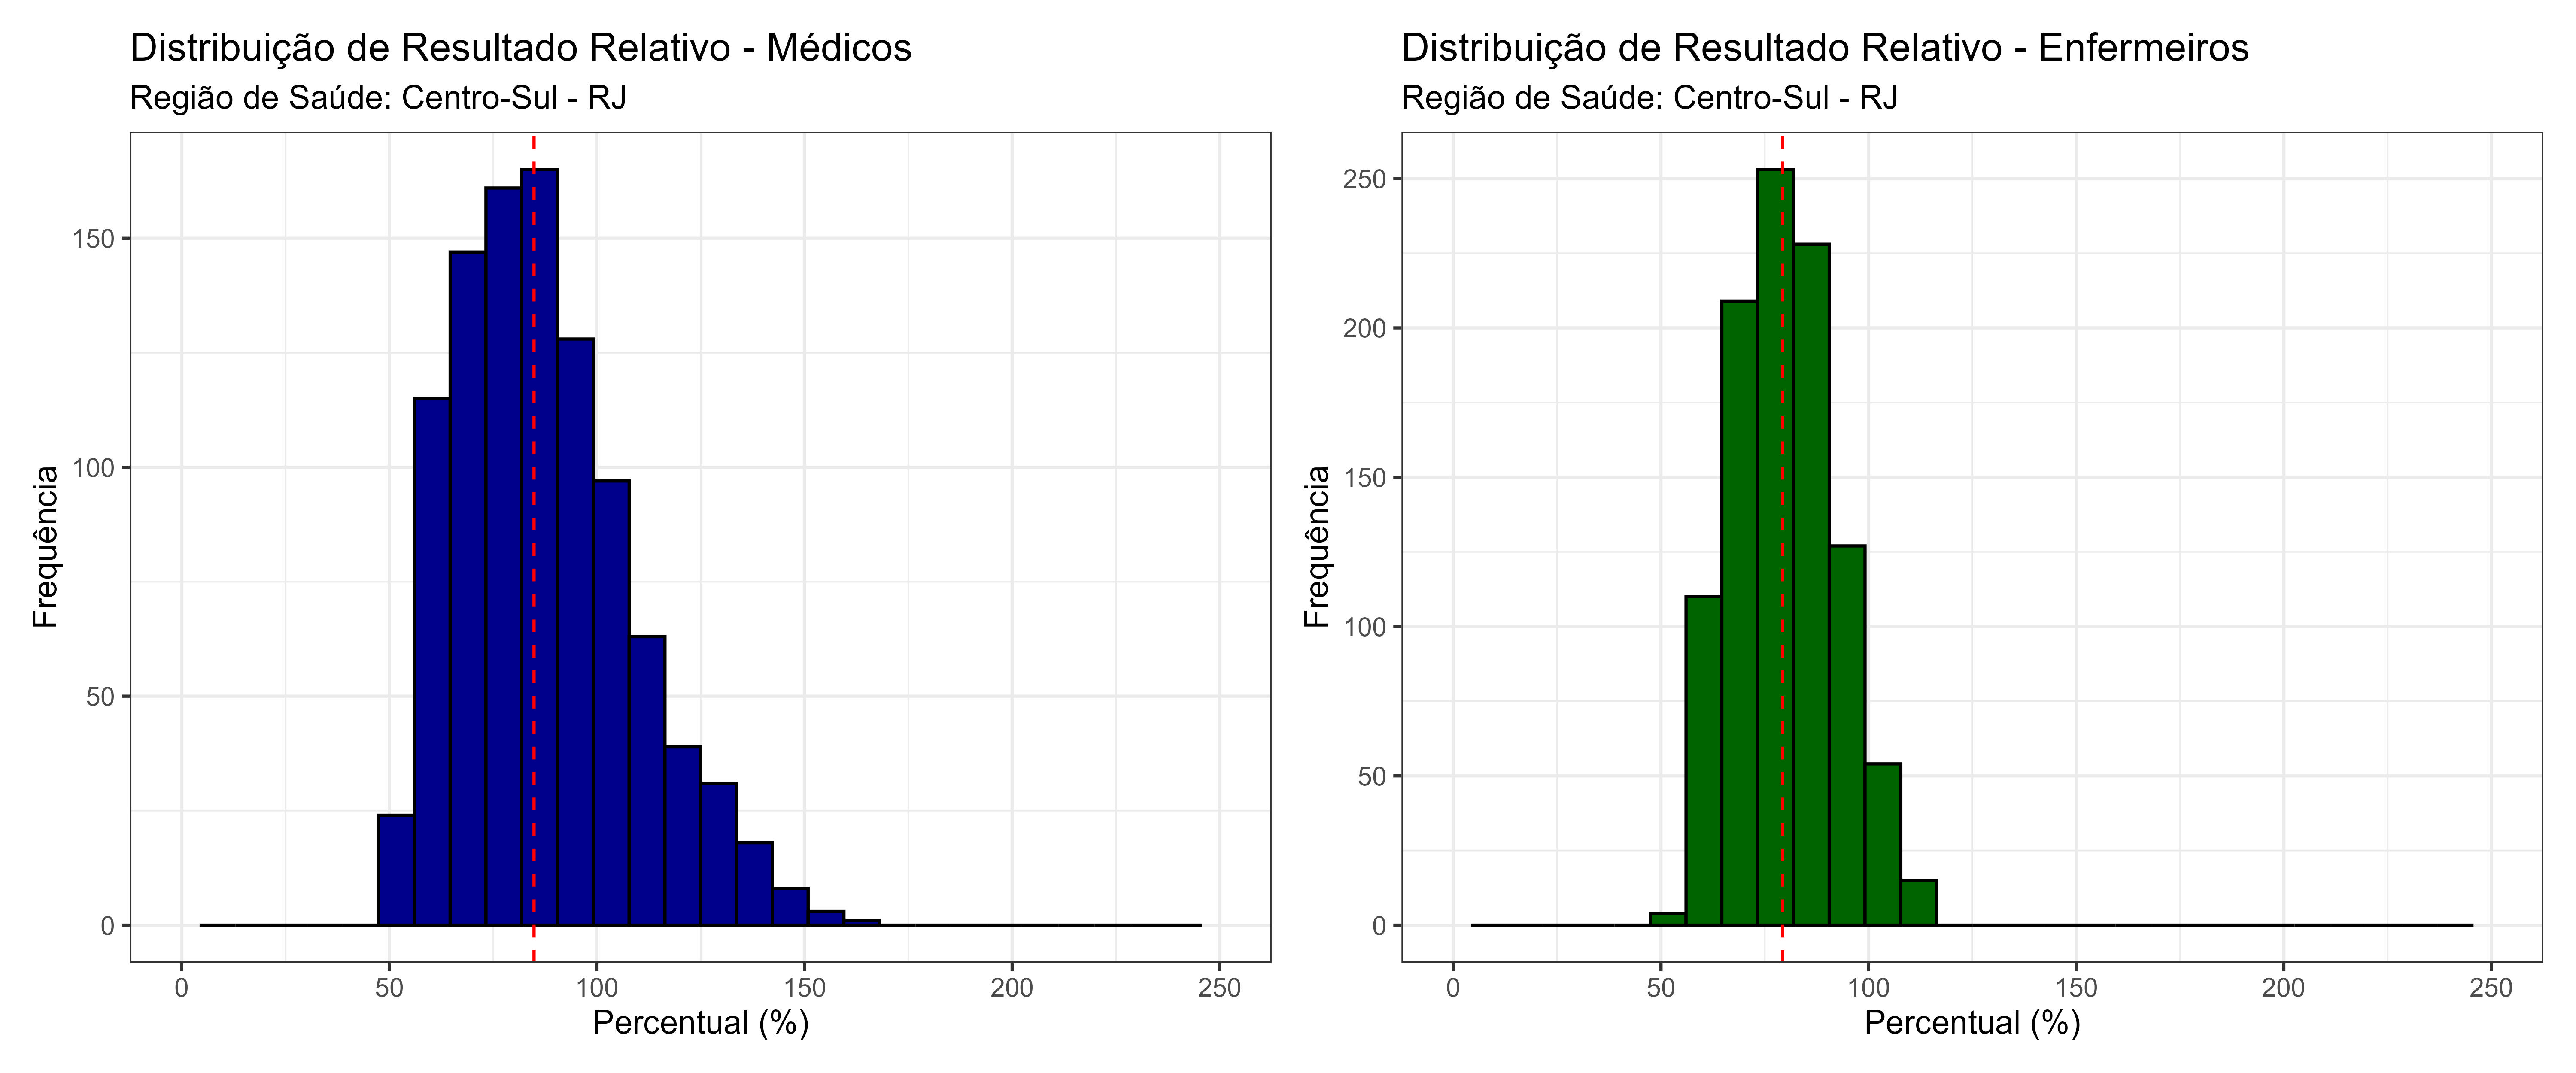 Distribuição de Resultado Relativo - Médicos
Região de Saúde: Centro-Sul - RJ
Frequência
150
100
50
0
0 50 100 150 200 250
Percentual (%)
Distribuição de Resultado Relativo - Enfermeiros
Região de Saúde: Centro-Sul - RJ
Frequência
250
200
150
100
50
0
0 50 100 150 200 250
Percentual (%)